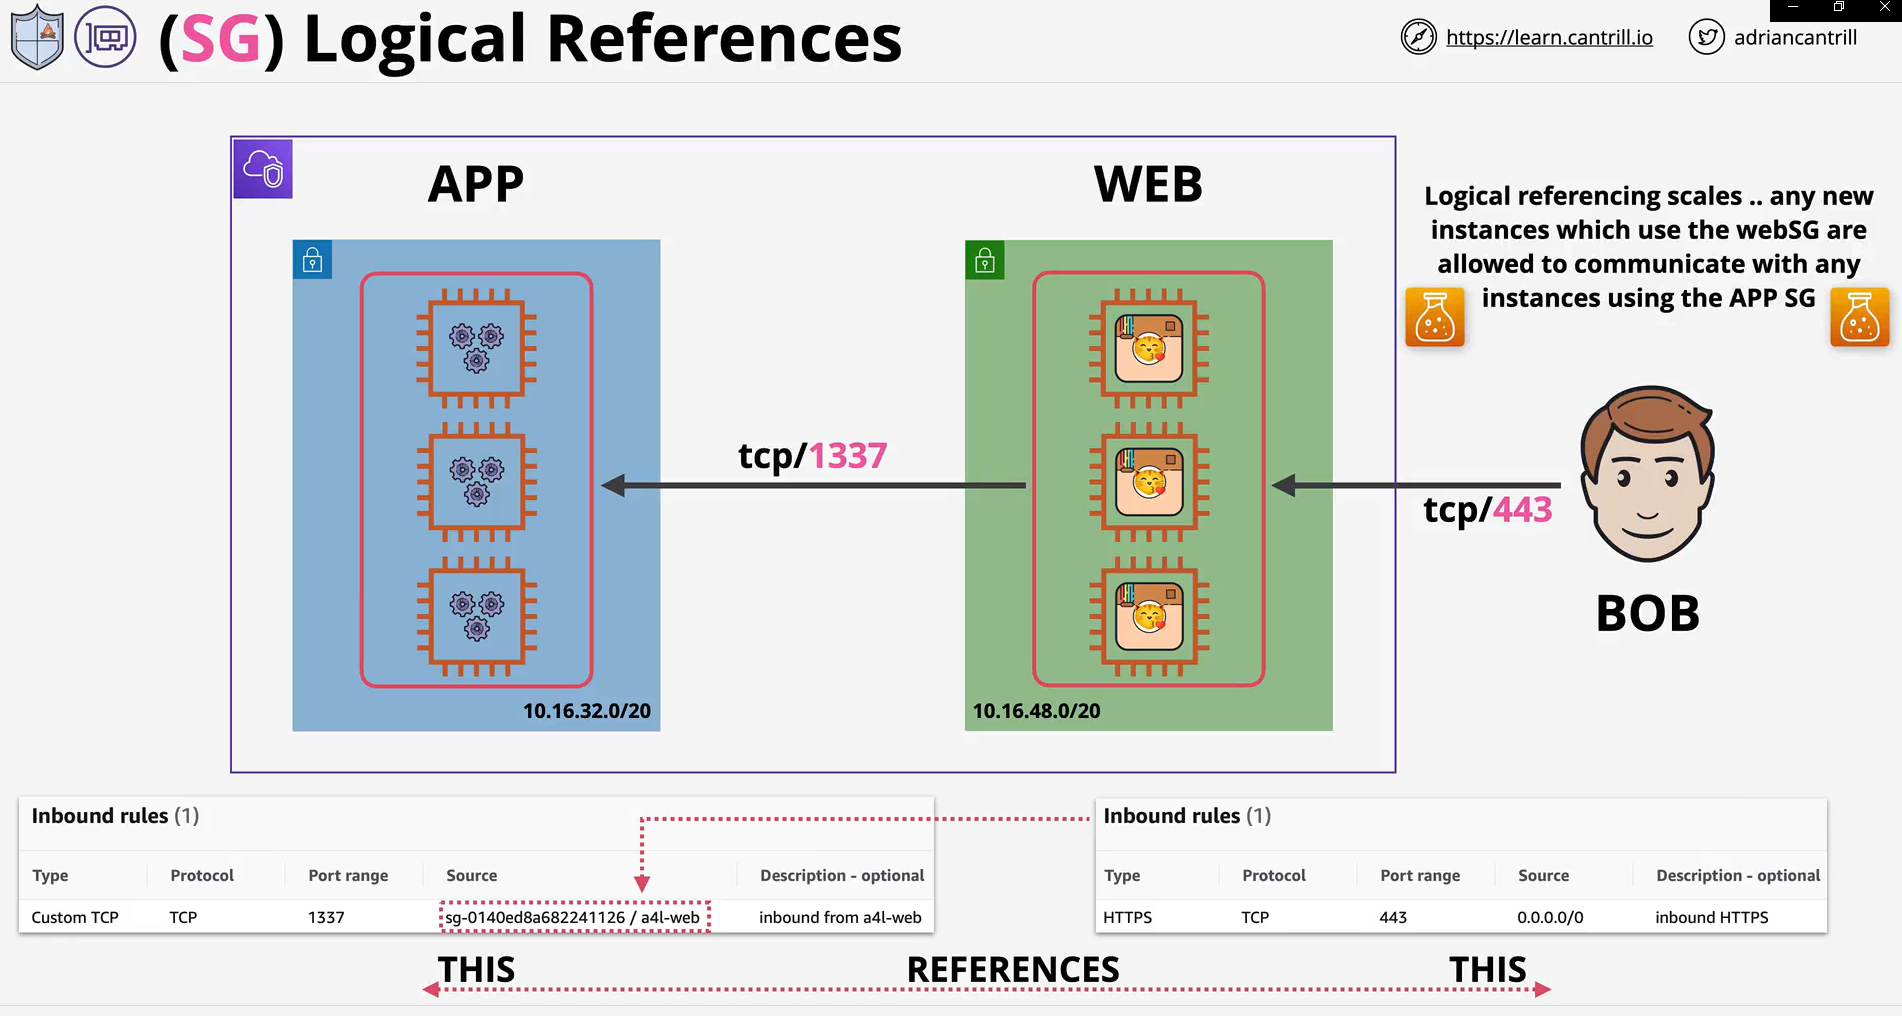 (SG) Logical References
https://learn.cantrill.io
adriancantrill
APP
WEB
Logical referencing scales .. any new
instances which use the webSG are
allowed to communicate with any
instances using the APP SG
tcp/1337
tcp/443
BOB
10.16.32.0/20
10.16.48.0/20
Inbound rules (1)
Type Protocol Port range Source Description - optional
Custom TCP TCP 1337 sg-0140ed8a682241126 / a4l-web inbound from a4l-web
Inbound rules (1)
Type Protocol Port range Source Description - optional
HTTPS TCP 443 0.0.0.0/0 inbound HTTPS
THIS REFERENCES THIS